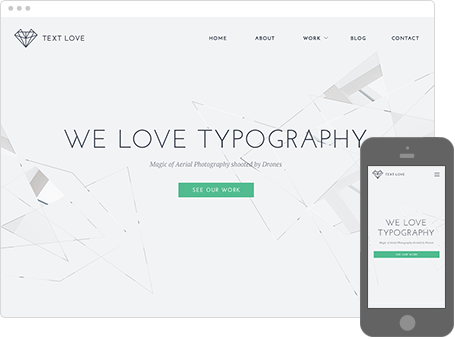 TEXT LOVE
HOME ABOUT WORK BLOG CONTACT
WE LOVE TYPOGRAPHY
Magic of Aerial Photography shooted by Drones
SEE OUR WORK
TEXT LOVE
WE LOVE
TYPOGRAPHY
Magic of Aerial Photography shooted by Drones
SEE OUR WORK